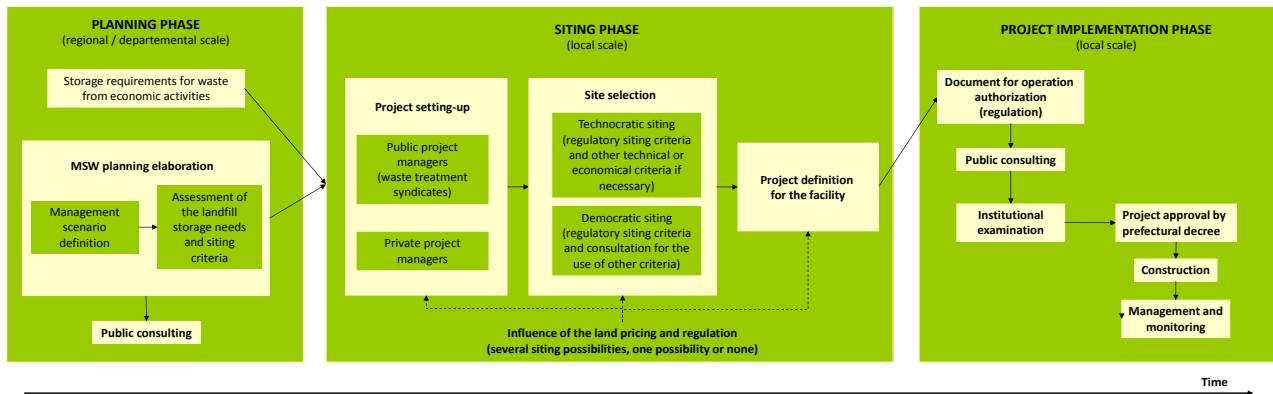 PLANNING PHASE
(regional / departemental scale)
Storage requirements for waste
from economic activities
MSW planning elaboration
Management
scenario
definition
Assessment of
the landfill
storage needs
and siting
criteria
Public consulting
SITING PHASE
(local scale)
Project setting-up
Public project
managers
(waste treatment
syndicates)
Private project
managers
Site selection
Technocratic siting
(regulatory siting criteria
and other technical or
economical criteria if
necessary)
Democratic siting
(regulatory siting criteria
and consultation for the
use of other criteria)
Project definition
for the facility
Influence of the land pricing and regulation
(several siting possibilities, one possibility or none)
PROJECT IMPLEMENTATION PHASE
(local scale)
Document for operation
authorization
(regulation)
Public consulting
Institutional
examination
Project approval by
prefectural decree
Construction
Management and
monitoring
Time